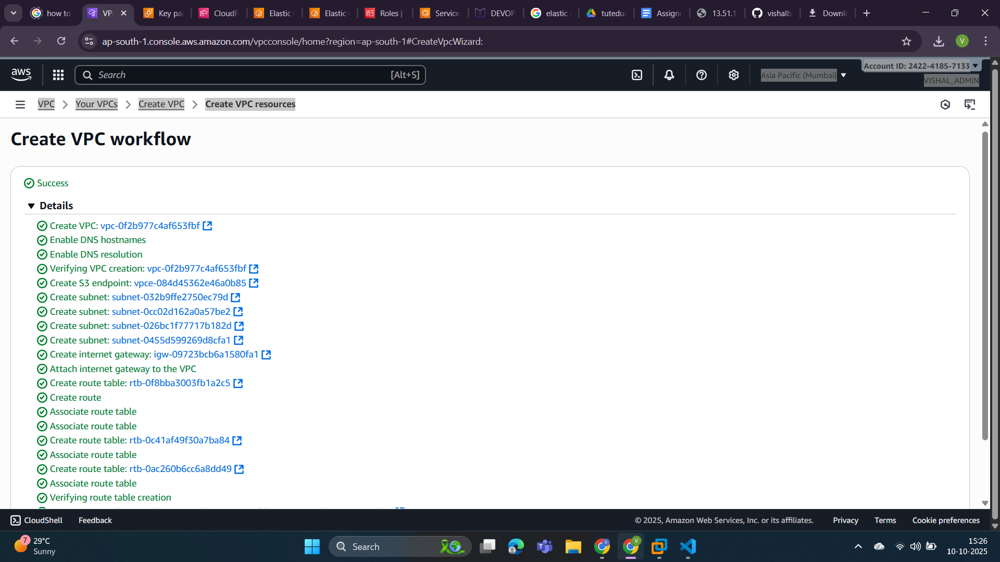 how to
VP
Key pai
CloudF
Elastic
Elastic
Roles |
Service
DEVOP
elastic
tuteduc
Assignr
13.51.1
vishalb
Downlo
ap-south-1.console.aws.amazon.com/vpcconsole/home?region=ap-south-1#CreateVpcWizard:
V
aws
Search
[Alt+S]
Asia Pacific (Mumbai)
Account ID: 2422-4185-7133
VISHAL_ADMIN
VPC
Your VPCs
Create VPC
Create VPC resources
Create VPC workflow
Success
Details
Create VPC: vpc-0f2b977c4af653fbf
Enable DNS hostnames
Enable DNS resolution
Verifying VPC creation: vpc-0f2b977c4af653fbf
Create S3 endpoint: vpce-084d45362e46a0b85
Create subnet: subnet-032b9ffe2750ec79d
Create subnet: subnet-0cc02d162a0a57be2
Create subnet: subnet-026bc1f77717b182d
Create subnet: subnet-0455d599269d8cfa1
Create internet gateway: igw-09723bcb6a1580fa1
Attach internet gateway to the VPC
Create route table: rtb-0f8bba3003fb1a2c5
Create route
Associate route table
Associate route table
Create route table: rtb-0c41af49f30a7ba84
Associate route table
Create route table: rtb-0ac260b6cc6a8dd49
Associate route table
Verifying route table creation
CloudShell
Feedback
© 2025, Amazon Web Services, Inc. or its affiliates.
Privacy
Terms
Cookie preferences
7
29°C
Sunny
Search
15:26
10-10-2025